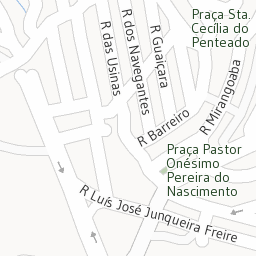 Praça Sta.
Cecília do
Penteado
R das Usinas
R dos Navegantes
R Guaiçara
R Mirangoaba
R Barreiro
Praça Pastor
Onésimo
Pereira do
Nascimento
R Luís José Junqueira Freire